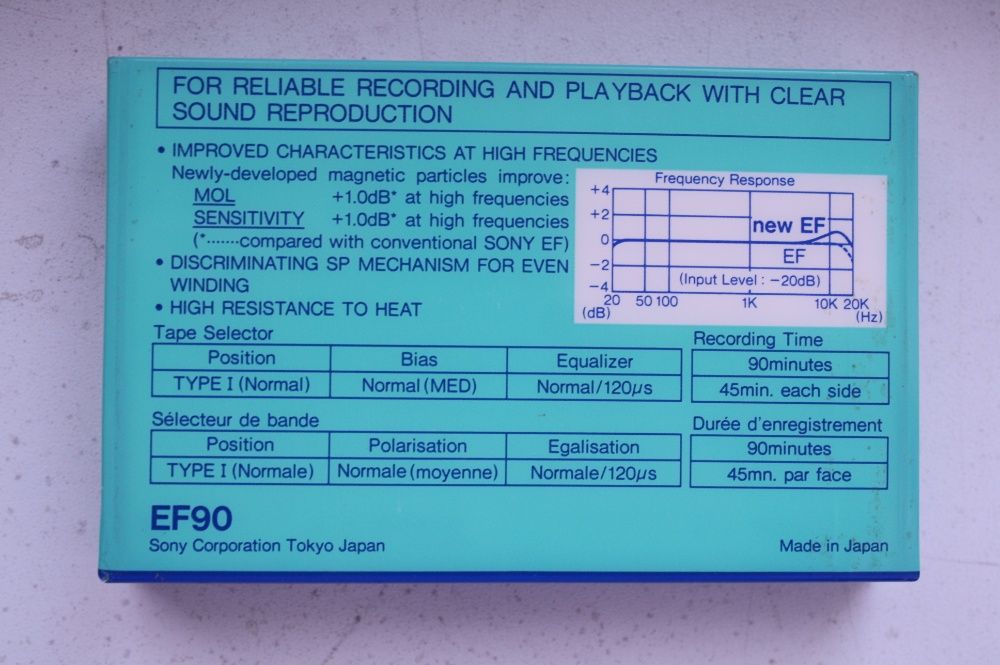 FOR RELIABLE RECORDING AND PLAYBACK WITH CLEAR
SOUND REPRODUCTION
• IMPROVED CHARACTERISTICS AT HIGH FREQUENCIES
Newly-developed magnetic particles improve:
MOL +1.0dB* at high frequencies
SENSITIVITY +1.0dB* at high frequencies
(*·······compared with conventional SONY EF)
• DISCRIMINATING SP MECHANISM FOR EVEN
WINDING
• HIGH RESISTANCE TO HEAT
Frequency Response
+4
+2
0
−2
−4
new EF
EF
(Input Level : −20dB)
20 50 100 1K 10K 20K
(dB) (Hz)
Tape Selector
Position Bias Equalizer
TYPE I (Normal) Normal (MED) Normal/120μs
Recording Time
90minutes
45min. each side
Sélecteur de bande
Position Polarisation Egalisation
TYPE I (Normale) Normale (moyenne) Normale/120μs
Durée d'enregistrement
90minutes
45mn. par face
EF90
Sony Corporation Tokyo Japan
Made in Japan